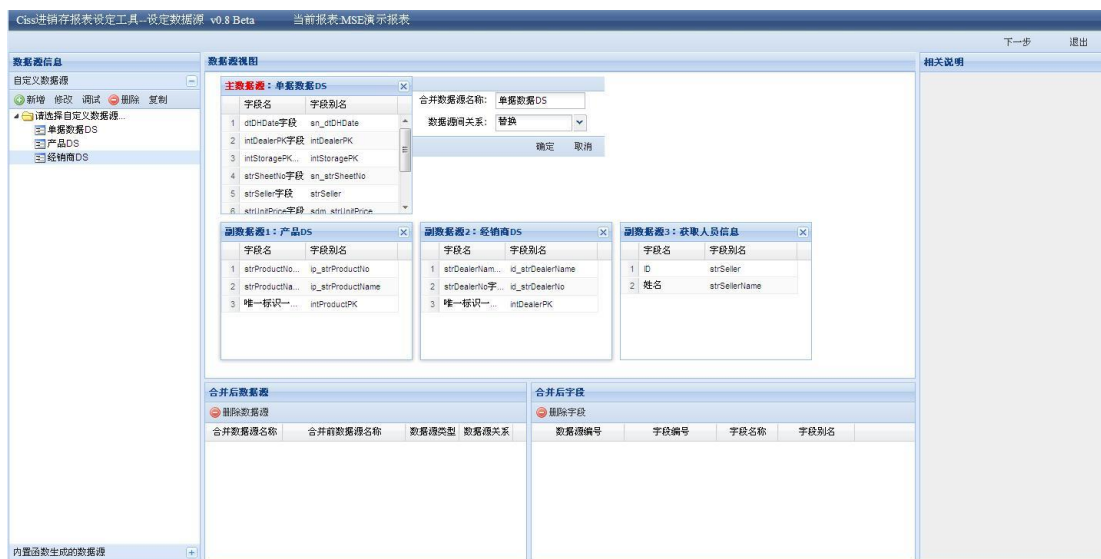 Ciss进销存报表设定工具--设定数据源 v0.8 Beta 当前报表:MSE演示报表
下一步 退出
数据源信息
自定义数据源
新增 修改 调试 删除 复制
请选择自定义数据源...
单据数据DS
产品DS
经销商DS
内置函数生成的数据源
数据源视图
主数据源：单据数据DS
字段名 字段别名
1 dtDHDate字段 sn_dtDHDate
2 intDealerPK字段 intDealerPK
3 intStoragePK... intStoragePK
4 strSheetNo字段 sn_strSheetNo
5 strSeller字段 strSeller
6 strUnitPrice字段 sdm_strUnitPrice
合并数据源名称: 单据数据DS
数据源间关系: 替换
确定 取消
副数据源1：产品DS
字段名 字段别名
1 strProductNo... ip_strProductNo
2 strProductNa... ip_strProductName
3 唯一标识一... intProductPK
副数据源2：经销商DS
字段名 字段别名
1 strDealerNam... id_strDealerName
2 strDealerNo字... id_strDealerNo
3 唯一标识一... intDealerPK
副数据源3：获取人员信息
字段名 字段别名
1 ID strSeller
2 姓名 strSellerName
合并后数据源
删除数据源
合并数据源名称 合并前数据源名称 数据源类型 数据源关系
合并后字段
删除字段
数据源编号 字段编号 字段名称 字段别名
相关说明